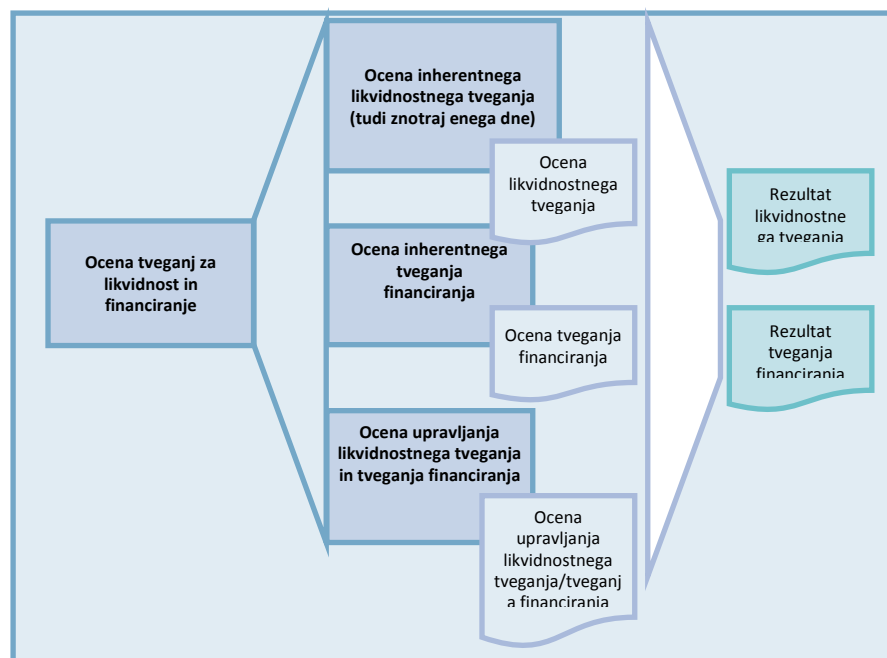 Ocena tveganj za
likvidnost in
financiranje
Ocena inherentnega
likvidnostnega tveganja
(tudi znotraj enega dne)
Ocena
likvidnostnega
tveganja
Ocena inherentnega
tveganja
financiranja
Ocena tveganja
financiranja
Ocena upravljanja
likvidnostnega tveganja
in tveganja financiranja
Ocena
upravljanja
likvidnostnega
tveganja/tveganj
a financiranja
Rezultat
likvidnostne
ga tveganja
Rezultat
tveganja
financiranja